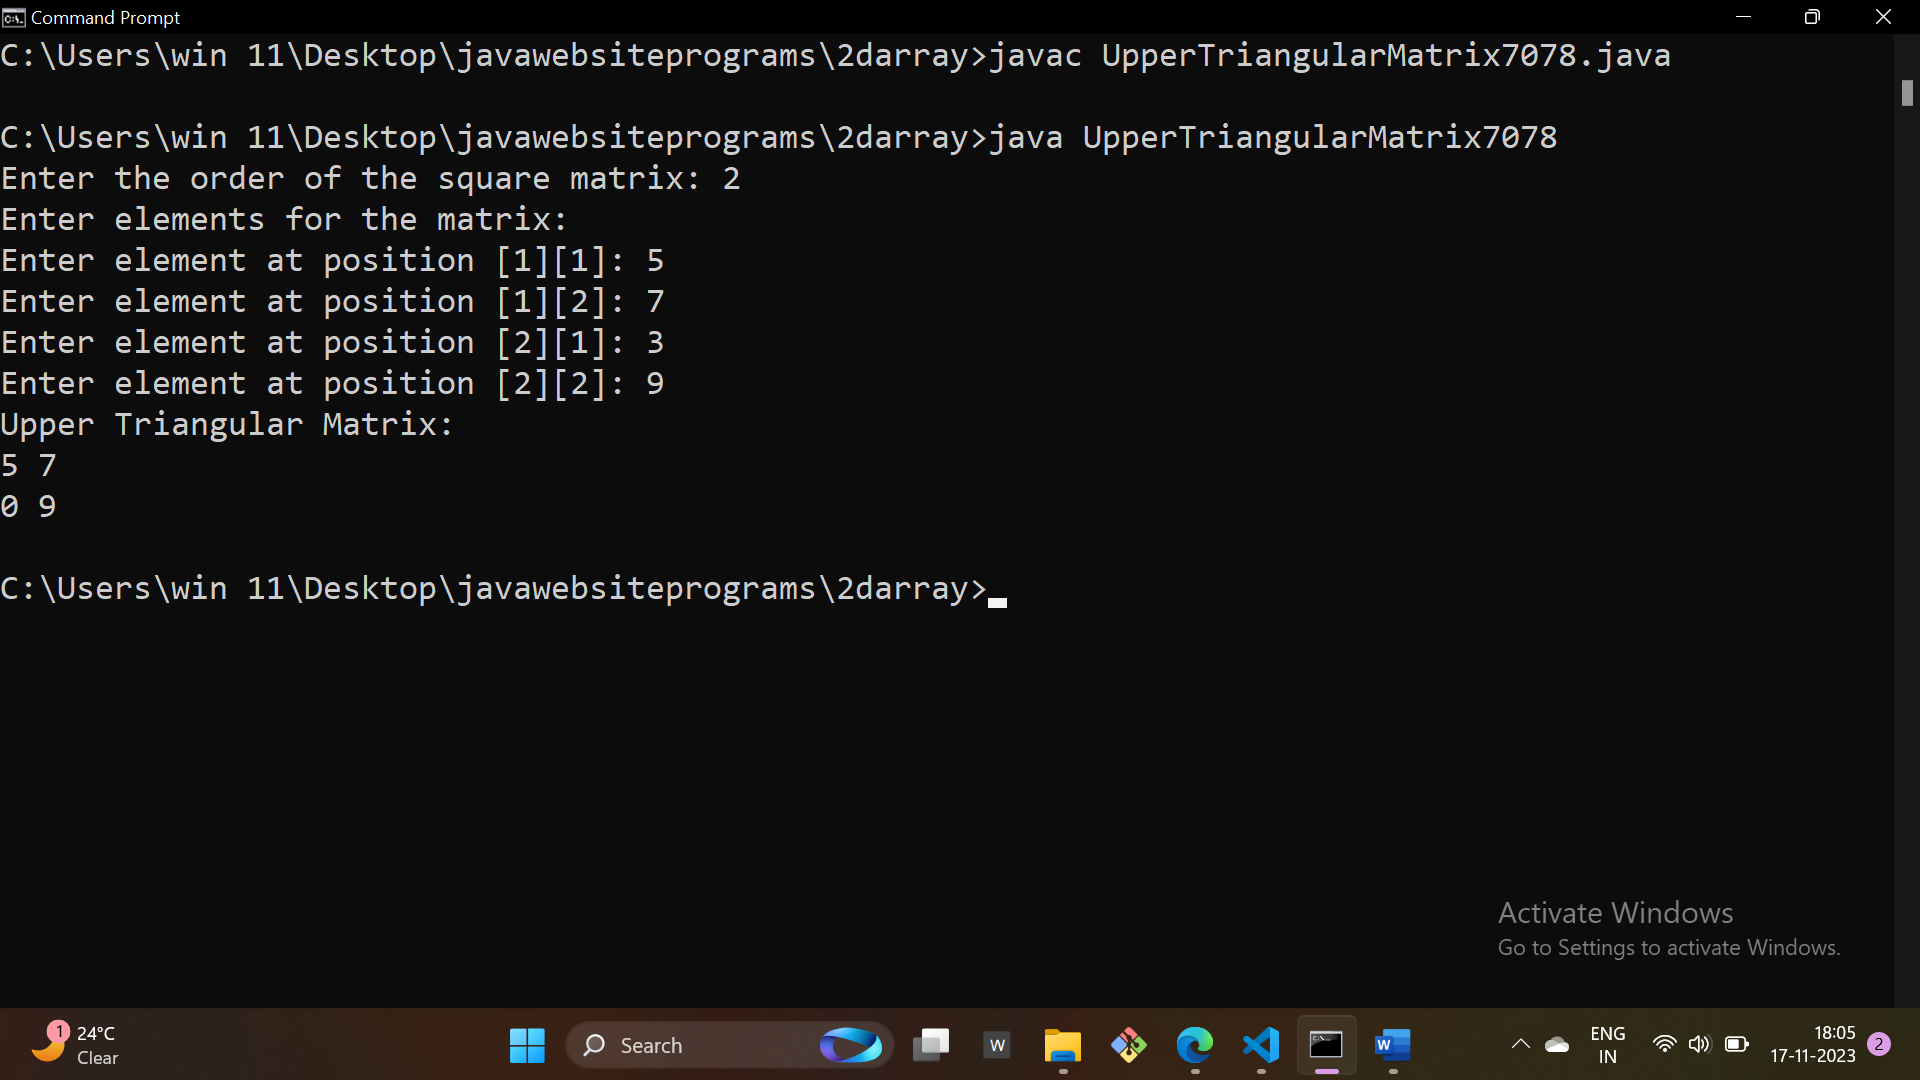 Command Prompt
C:\Users\win 11\Desktop\javawebsiteprograms\2darray>javac UpperTriangularMatrix7078.java
C:\Users\win 11\Desktop\javawebsiteprograms\2darray>java UpperTriangularMatrix7078
Enter the order of the square matrix: 2
Enter elements for the matrix:
Enter element at position [1][1]: 5
Enter element at position [1][2]: 7
Enter element at position [2][1]: 3
Enter element at position [2][2]: 9
Upper Triangular Matrix:
5 7
0 9
C:\Users\win 11\Desktop\javawebsiteprograms\2darray>
Activate Windows
Go to Settings to activate Windows.
1
24°C
Clear
Search
W
W
ENG
IN
18:05
17-11-2023
2